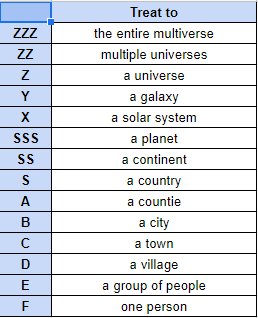 Treat to
ZZZ the entire multiverse
ZZ multiple universes
Z a universe
Y a galaxy
X a solar system
SSS a planet
SS a continent
S a country
A a countie
B a city
C a town
D a village
E a group of people
F one person